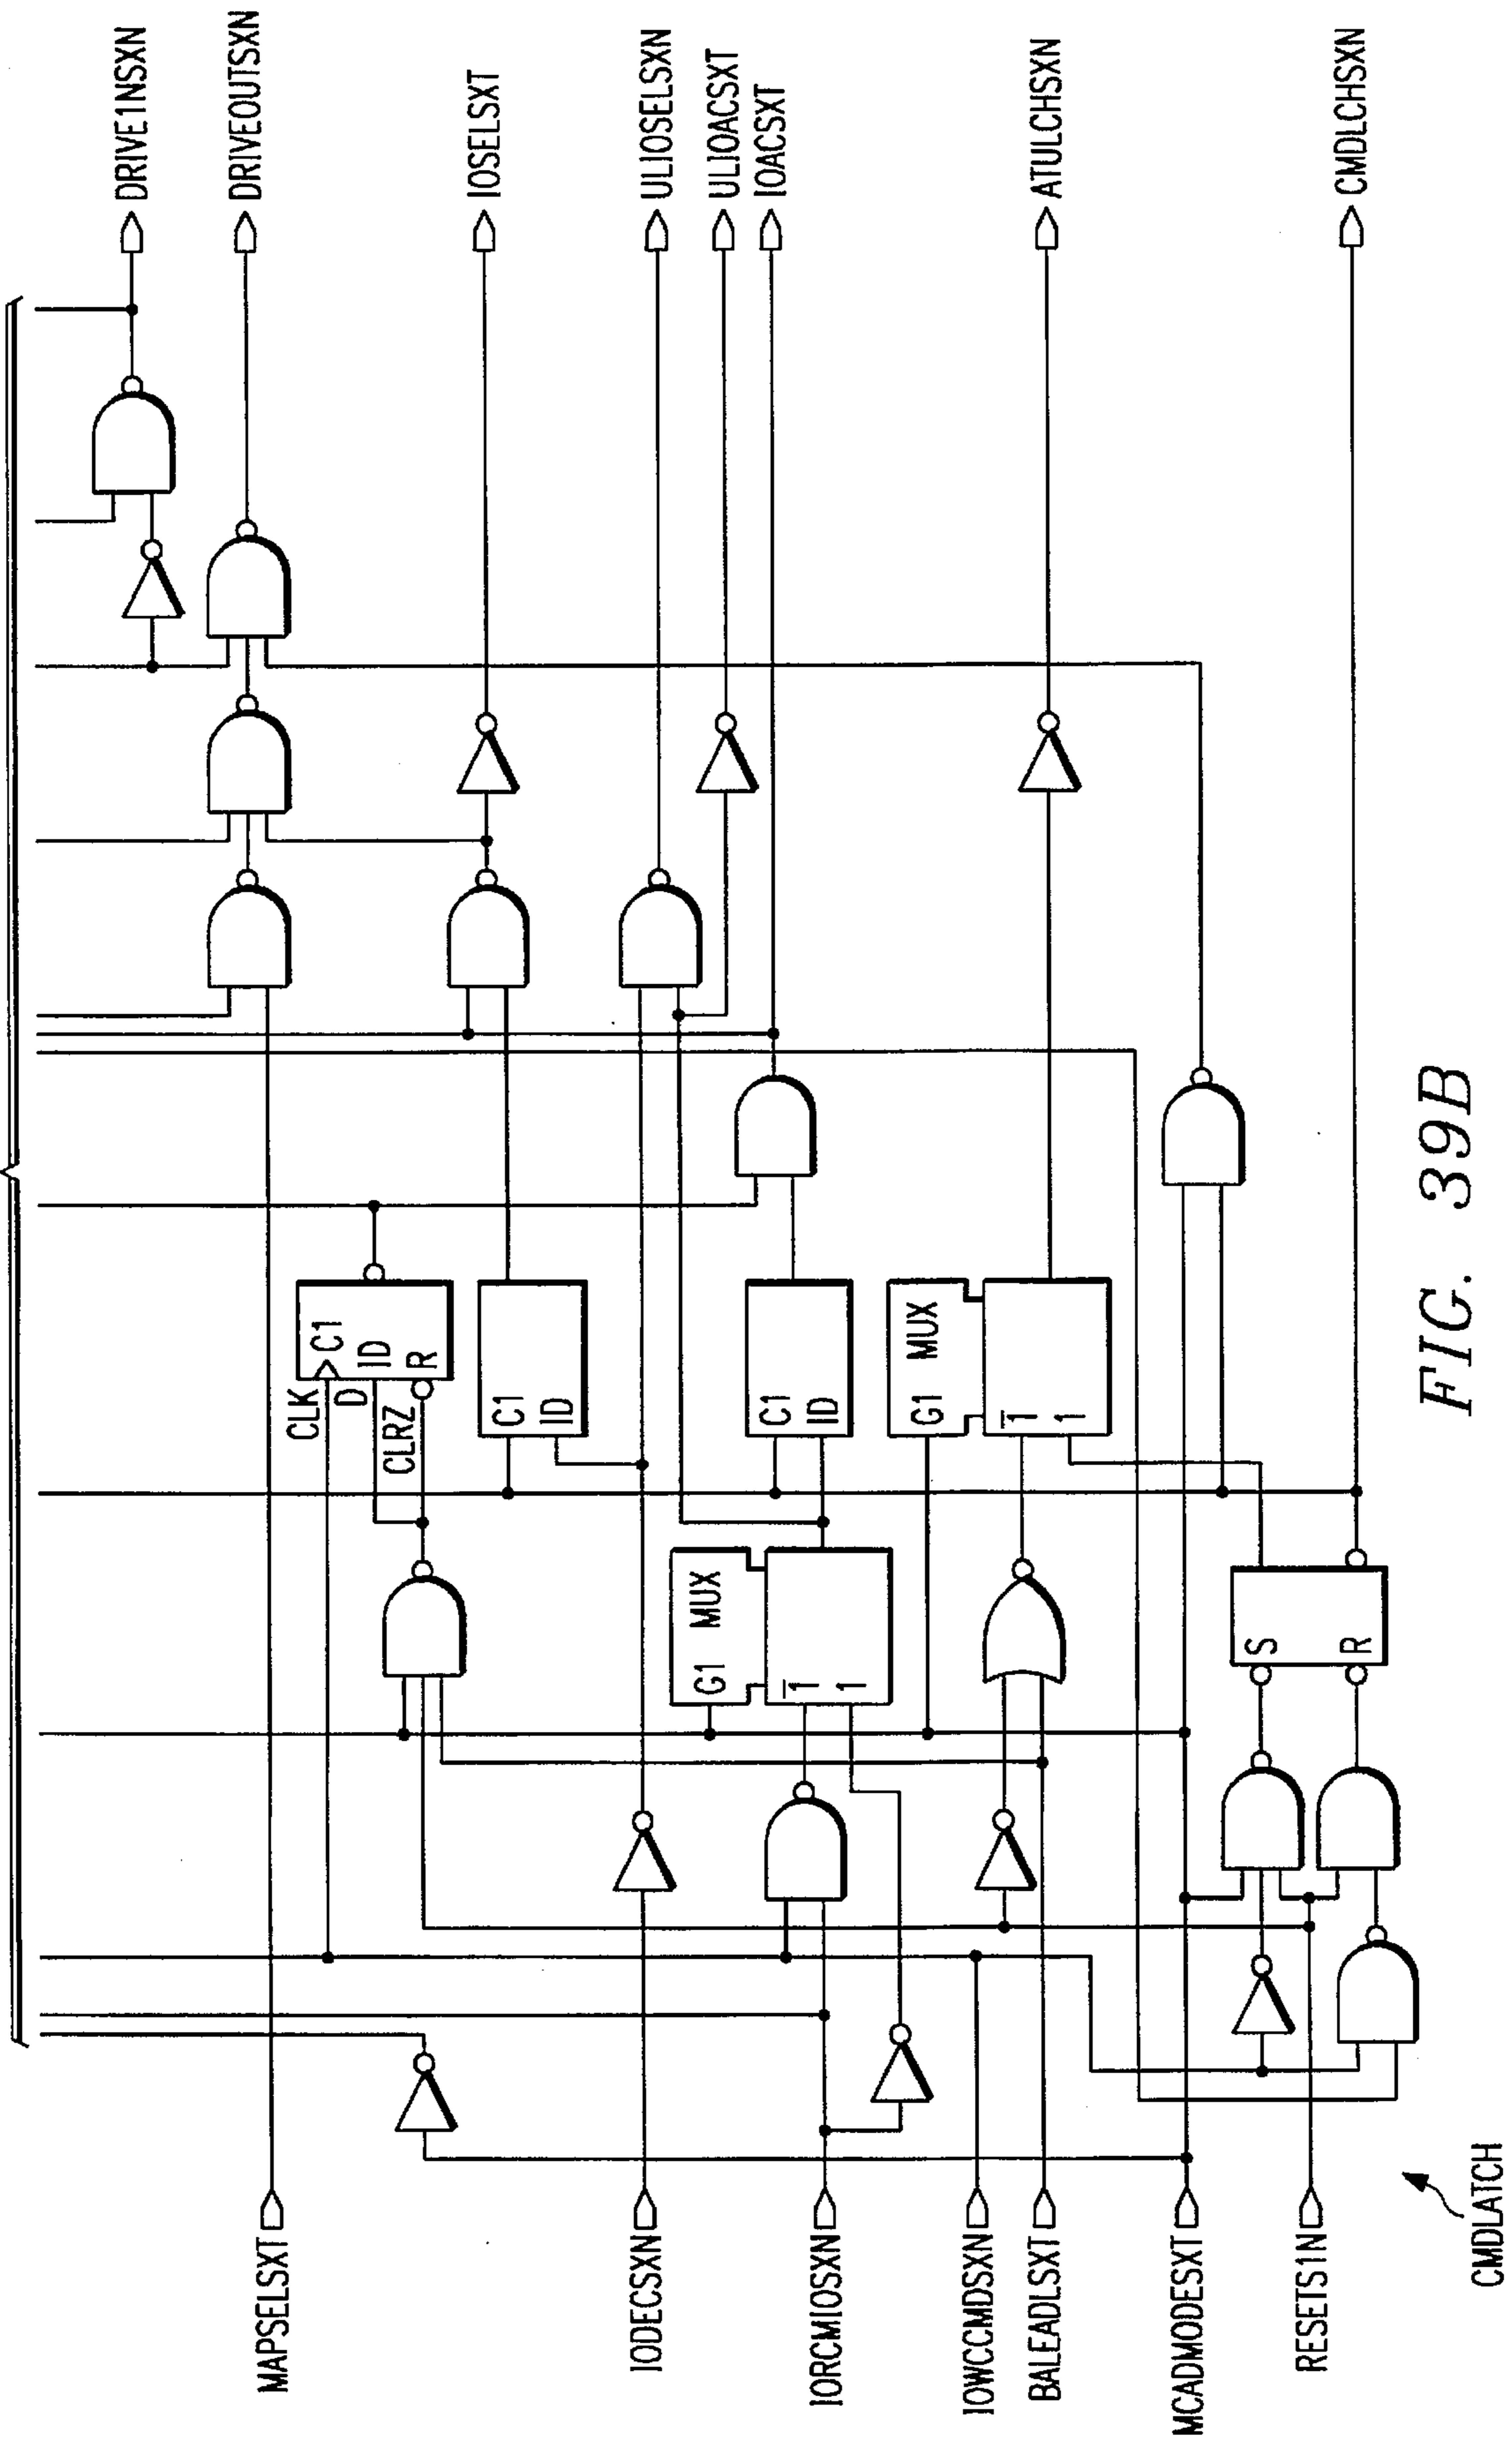 DRIVE1NSXN
DRIVEOUTSXN
IOSELSXT
ULIOSELSXN
ULIOACSXT
IOACSXT
ATULCHSXN
CMDLCHSXN
CLK
D
CLRZ
C1
ID
R
C1
ID
C1
ID
MUX
G1
1
1
MUX
G1
1
1
S
R
MAPSELSXT
IODECSXN
IORCMIOSXN
IOWCCMDSXN
BALEADLSXT
MCADMODESXT
RESETS1N
CMDLATCH
FIG. 39B